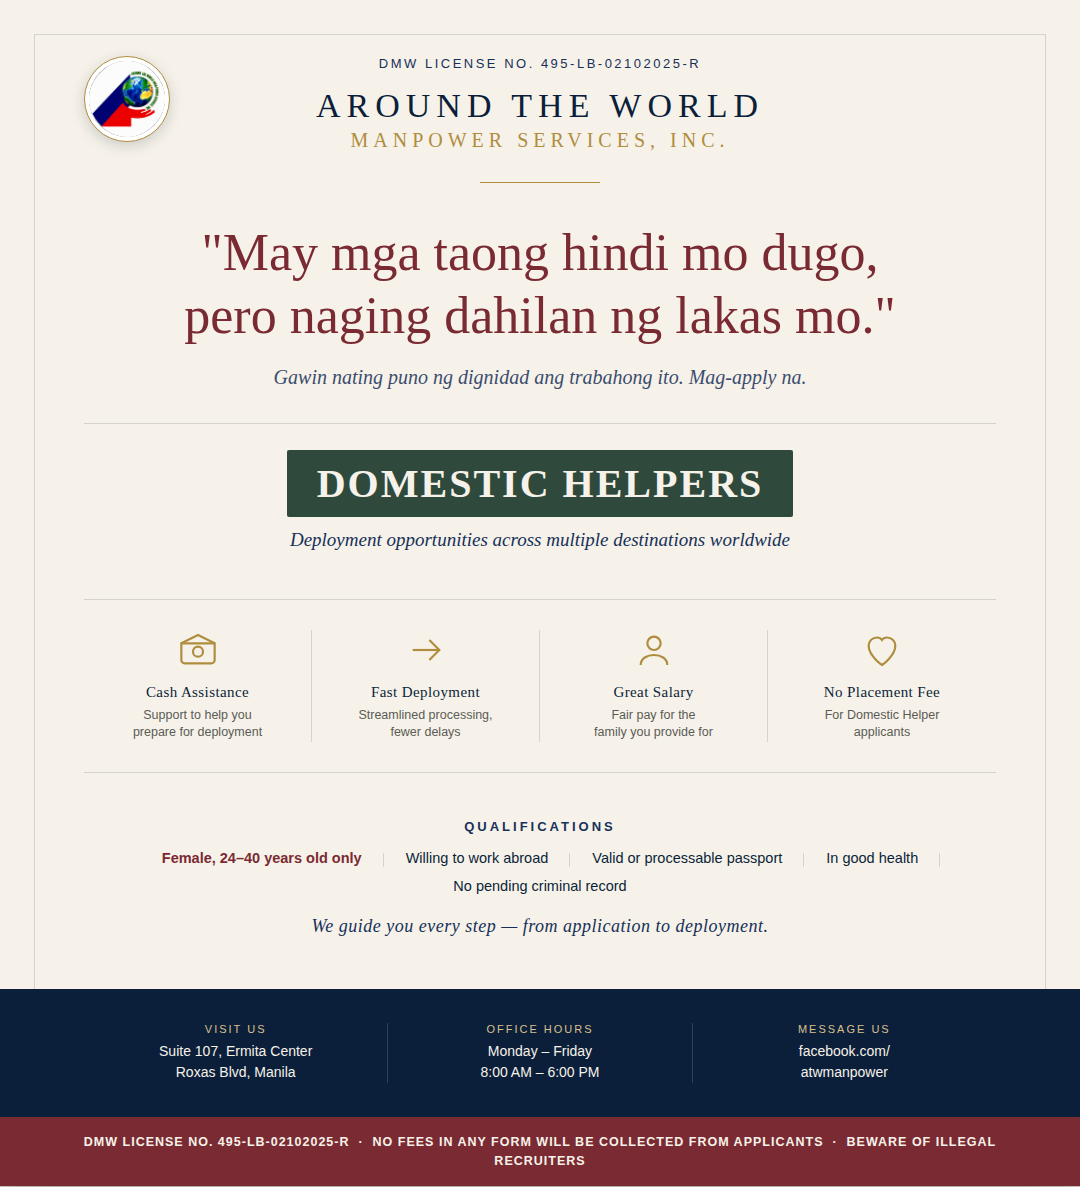 DMW LICENSE NO. 495-LB-02102025-R
AROUND THE WORLD
MANPOWER SERVICES, INC.
"May mga taong hindi mo dugo,
pero naging dahilan ng lakas mo."
Gawin nating puno ng dignidad ang trabahong ito. Mag-apply na.
DOMESTIC HELPERS
Deployment opportunities across multiple destinations worldwide
Cash Assistance
Support to help you
prepare for deployment
Fast Deployment
Streamlined processing,
fewer delays
Great Salary
Fair pay for the
family you provide for
No Placement Fee
For Domestic Helper
applicants
QUALIFICATIONS
Female, 24–40 years old only | Willing to work abroad | Valid or processable passport | In good health |
No pending criminal record
We guide you every step — from application to deployment.
VISIT US
Suite 107, Ermita Center
Roxas Blvd, Manila
OFFICE HOURS
Monday – Friday
8:00 AM – 6:00 PM
MESSAGE US
facebook.com/
atwmanpower
DMW LICENSE NO. 495-LB-02102025-R · NO FEES IN ANY FORM WILL BE COLLECTED FROM APPLICANTS · BEWARE OF ILLEGAL
RECRUITERS